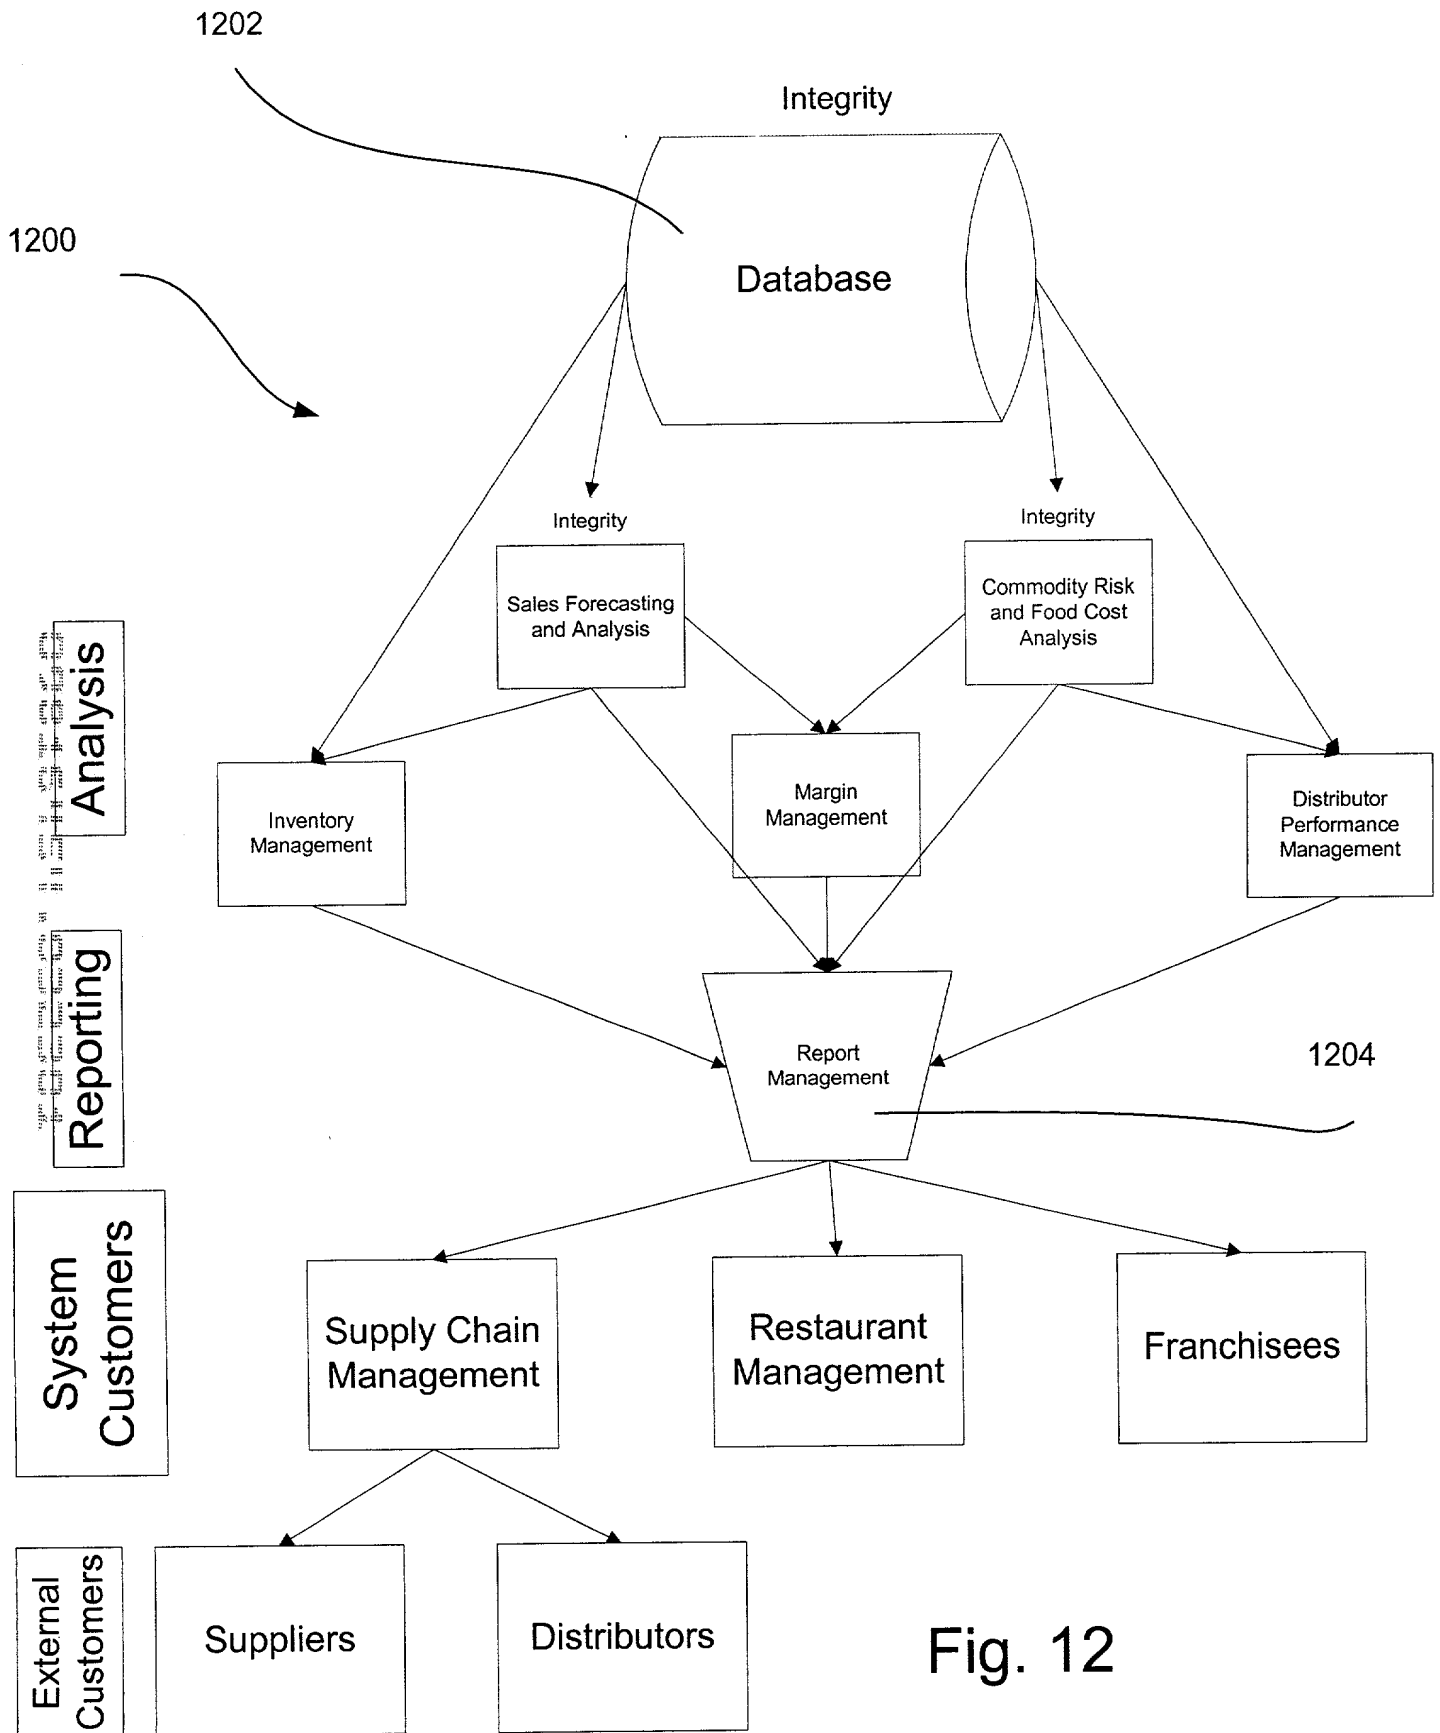 1202
Integrity
1200
Database
Integrity
Integrity
Sales Forecasting
and Analysis
Commodity Risk
and Food Cost
Analysis
Analysis
Inventory
Management
Margin
Management
Distributor
Performance
Management
Reporting
Report
Management
1204
System
Customers
Supply Chain
Management
Restaurant
Management
Franchisees
External
Customers
Suppliers
Distributors
Fig. 12